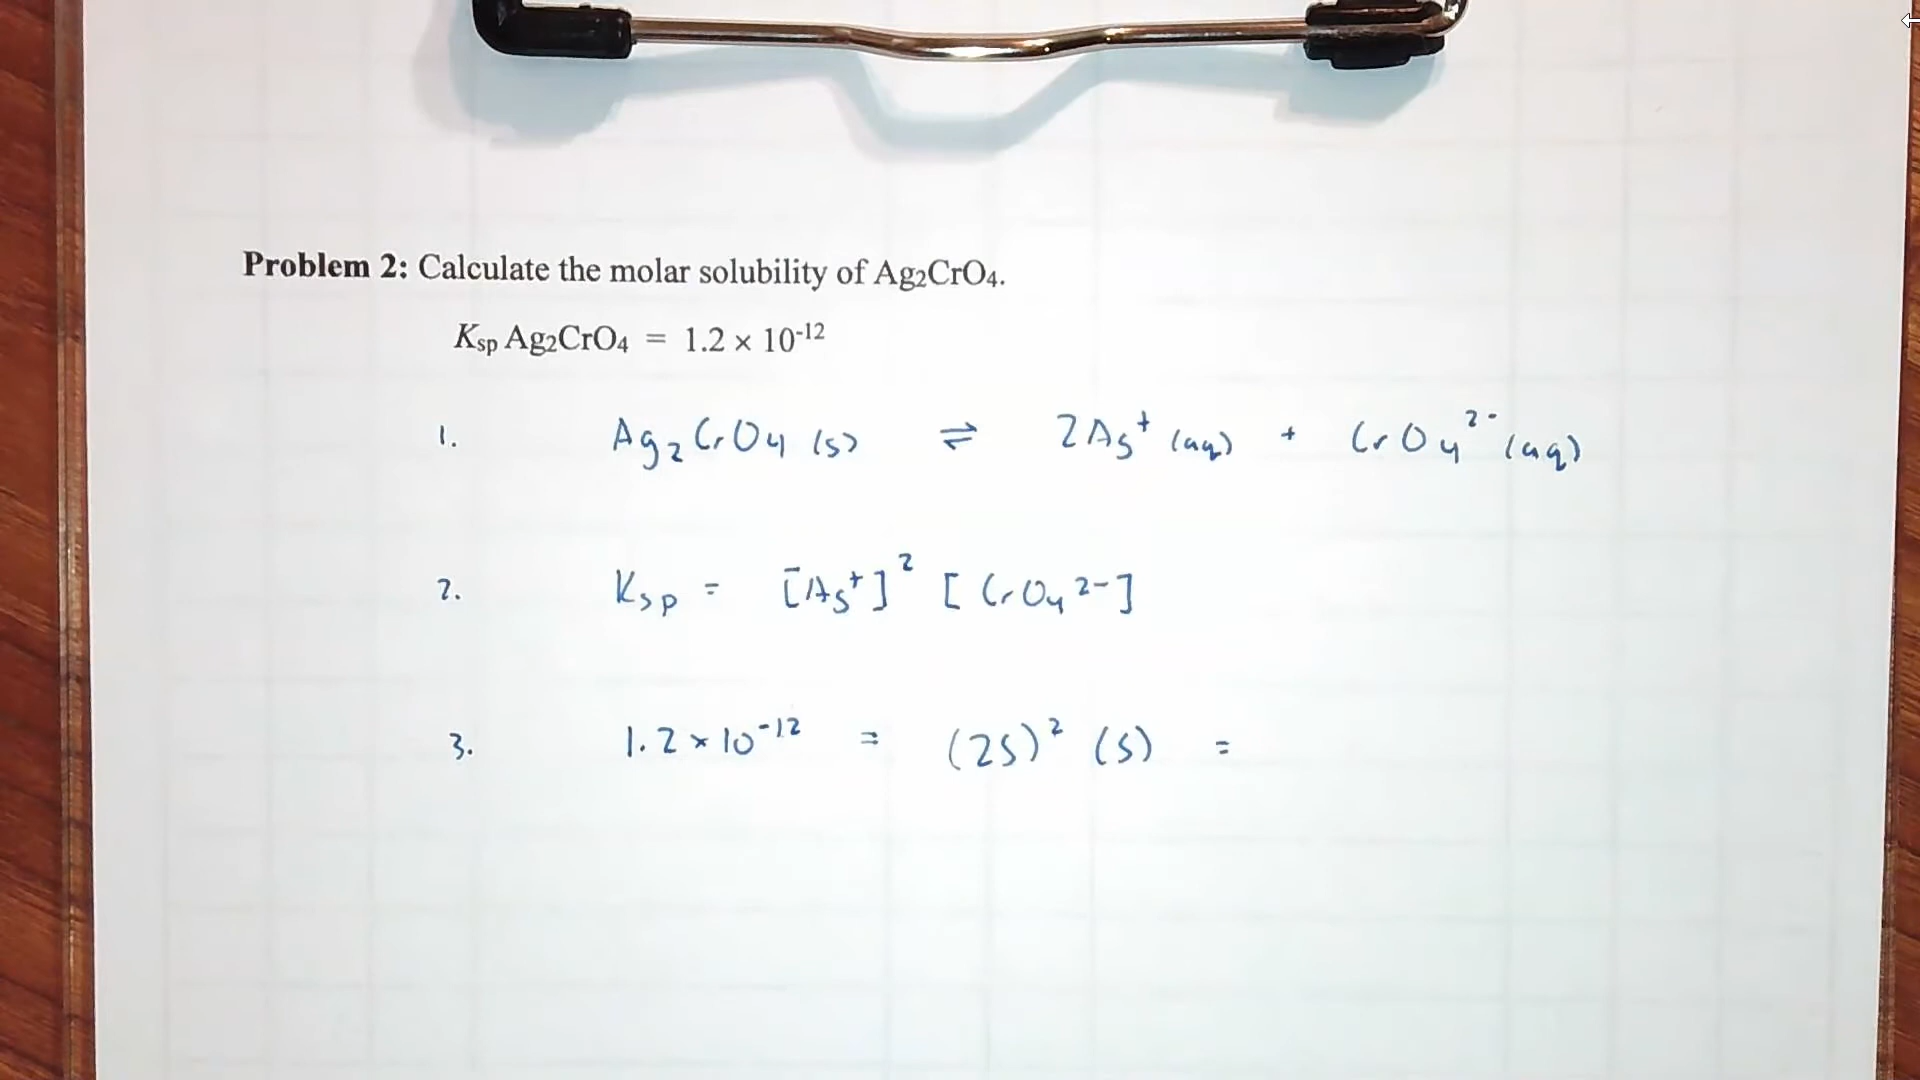 Problem 2: Calculate the molar solubility of Ag₂CrO₄.
Ksp Ag₂CrO₄ = 1.2 × 10⁻¹²
1. Ag₂CrO₄ (s) ⇌ 2Ag⁺ (aq) + CrO₄²⁻ (aq)
2. Ksp = [Ag⁺]² [CrO₄²⁻]
3. 1.2 × 10⁻¹² = (2s)² (s) =